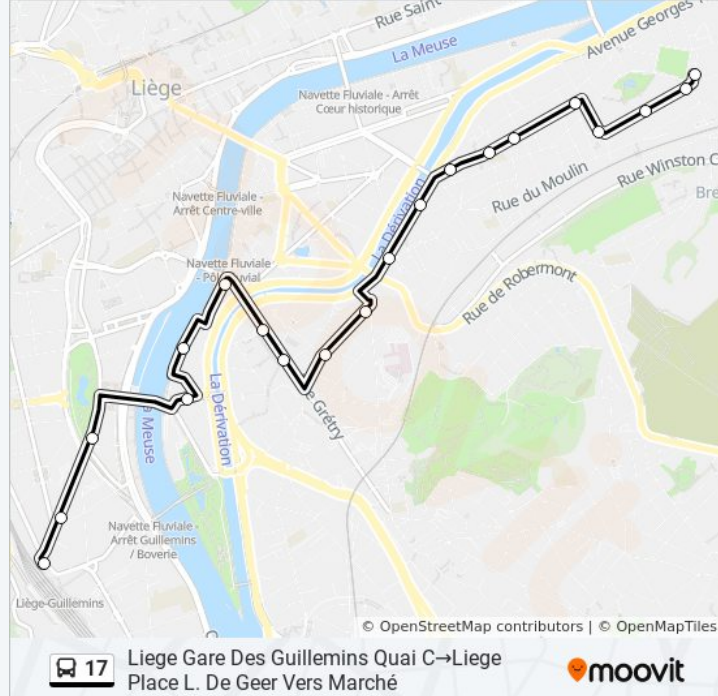 Rue Saint
La Meuse
Avenue Georges T
Liège
Navette Fluviale - Arrêt
Cœur historique
Rue du Moulin
Rue Winston C
Bre
Navette Fluviale -
Arrêt Centre-ville
La Dérivation
Navette Fluviale
- Pôle fluvial
Rue de Robermont
La Dérivation
e Grétry
La Meuse
Navette Fluviale -
Arrêt Guillemins
/ Boverie
Liège-Guillemins
© OpenStreetMap contributors | © OpenMapTiles
17
Liege Gare Des Guillemins Quai C→Liege
Place L. De Geer Vers Marché
moovit